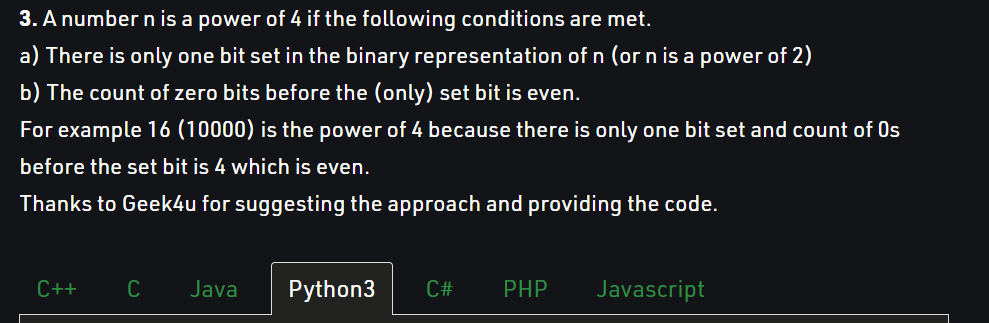 3. A number n is a power of 4 if the following conditions are met.
a) There is only one bit set in the binary representation of n (or n is a power of 2)
b) The count of zero bits before the (only) set bit is even.
For example 16 (10000) is the power of 4 because there is only one bit set and count of 0s
before the set bit is 4 which is even.
Thanks to Geek4u for suggesting the approach and providing the code.
C++ C Java Python3 C# PHP Javascript